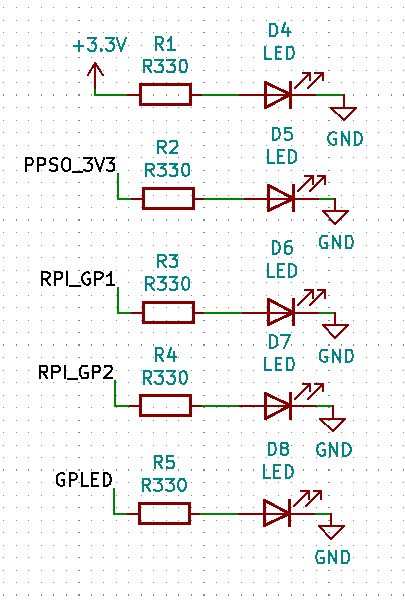 +3.3V
R1
R330
D4
LED
GND
PPSO_3V3
R2
R330
D5
LED
GND
RPI_GP1
R3
R330
D6
LED
GND
RPI_GP2
R4
R330
D7
LED
GND
GPLED
R5
R330
D8
LED
GND